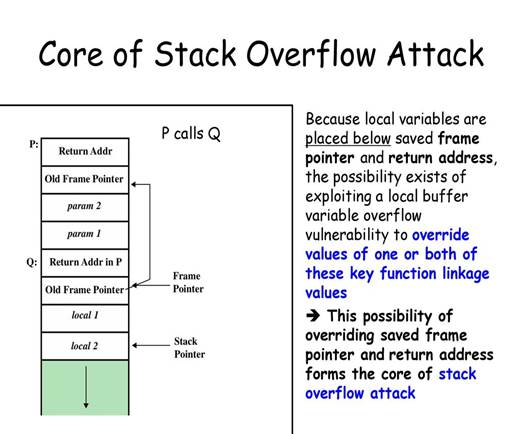 Core of Stack Overflow Attack
P calls Q
P:
Return Addr
Old Frame Pointer
param 2
param 1
Q:
Return Addr in P
Old Frame Pointer
Frame
Pointer
local 1
local 2
Stack
Pointer
Because local variables are
placed below saved frame
pointer and return address,
the possibility exists of
exploiting a local buffer
variable overflow
vulnerability to override
values of one or both of
these key function linkage
values
➔ This possibility of
overriding saved frame
pointer and return address
forms the core of stack
overflow attack